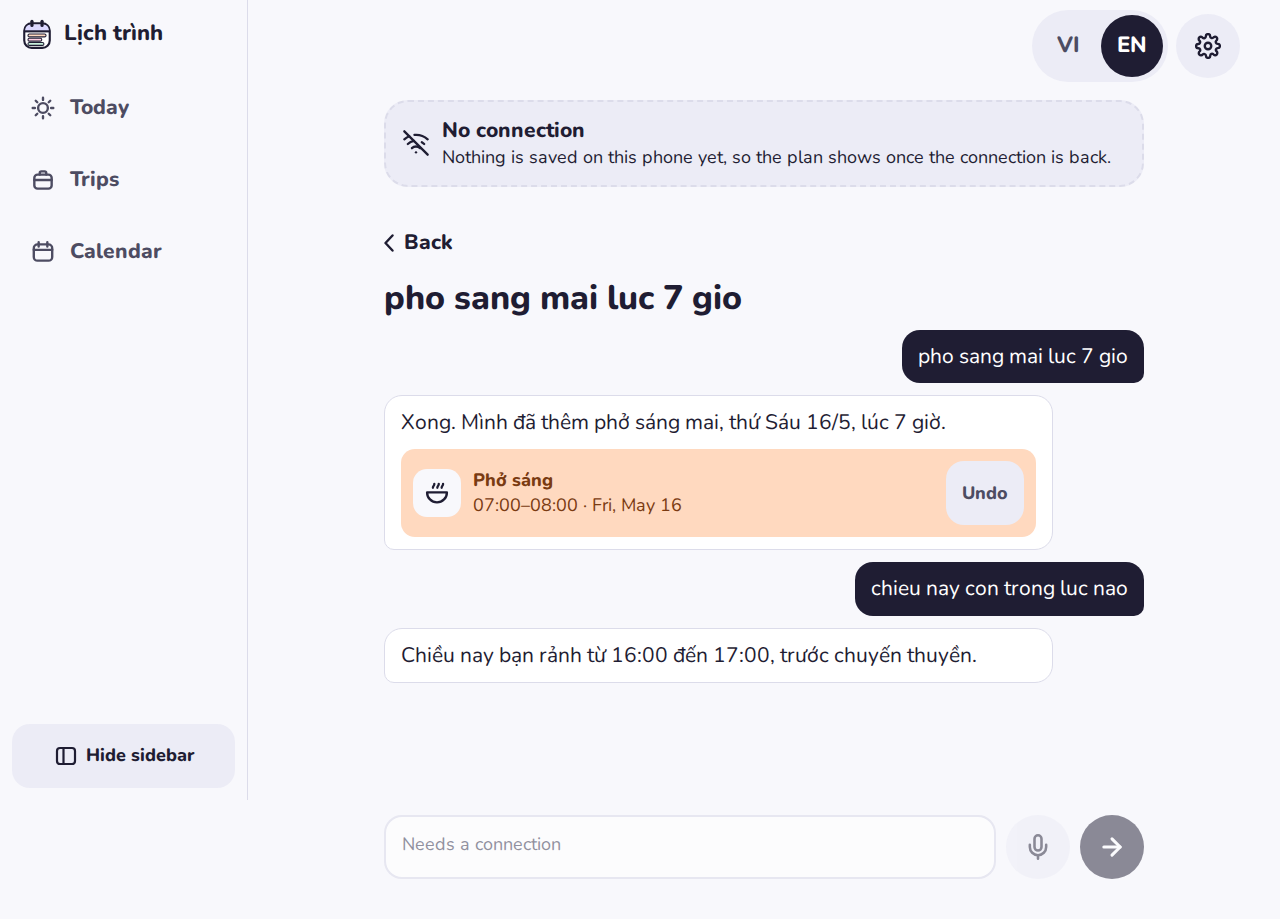 Lịch trình
VI
EN
Today
Trips
Calendar
No connection
Nothing is saved on this phone yet, so the plan shows once the connection is back.
Back
pho sang mai luc 7 gio
pho sang mai luc 7 gio
Xong. Mình đã thêm phở sáng mai, thứ Sáu 16/5, lúc 7 giờ.
Phở sáng
07:00–08:00 · Fri, May 16
Undo
chieu nay con trong luc nao
Chiều nay bạn rảnh từ 16:00 đến 17:00, trước chuyến thuyền.
Hide sidebar
Needs a connection